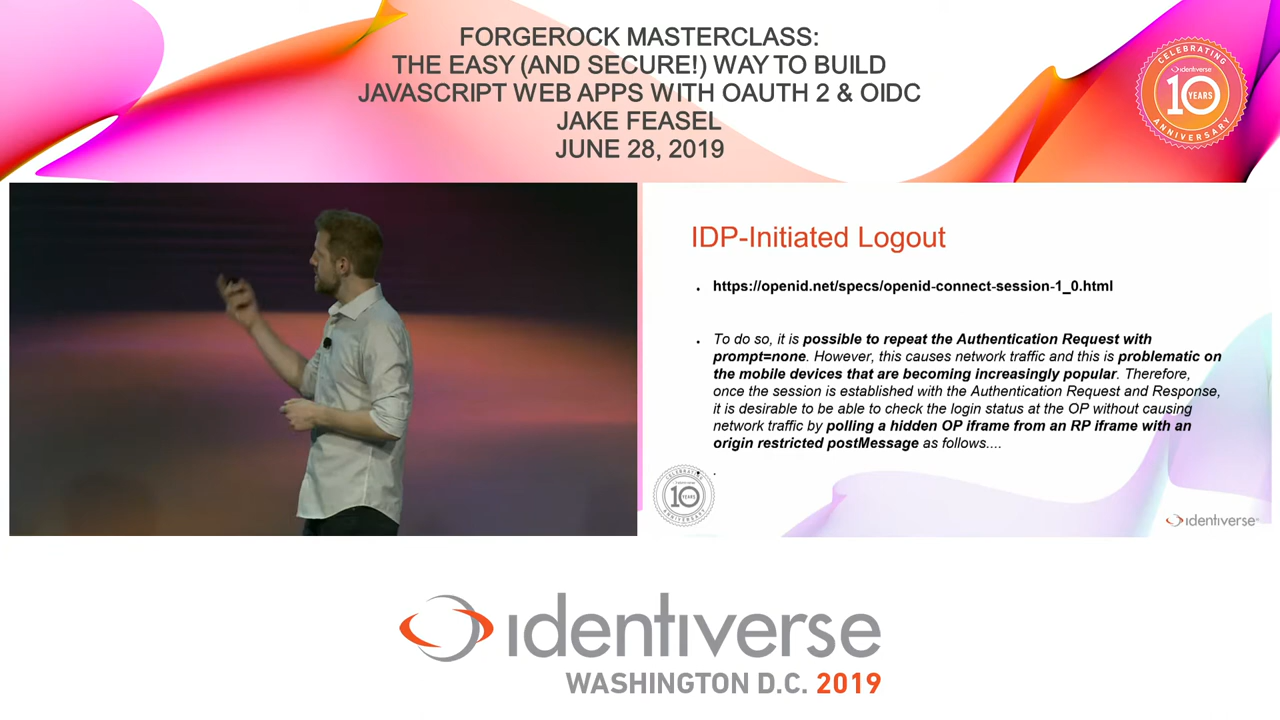 FORGEROCK MASTERCLASS:
THE EASY (AND SECURE!) WAY TO BUILD
JAVASCRIPT WEB APPS WITH OAUTH 2 & OIDC
JAKE FEASEL
JUNE 28, 2019
CELEBRATING
identiverse
10 YEARS
ANNIVERSARY
IDP-Initiated Logout
• https://openid.net/specs/openid-connect-session-1_0.html
• To do so, it is possible to repeat the Authentication Request with
prompt=none. However, this causes network traffic and this is problematic on
the mobile devices that are becoming increasingly popular. Therefore,
once the session is established with the Authentication Request and Response,
it is desirable to be able to check the login status at the OP without causing
network traffic by polling a hidden OP iframe from an RP iframe with an
origin restricted postMessage as follows....
CELEBRATING
identiverse
10 YEARS
ANNIVERSARY
identiverse
identiverse
WASHINGTON D.C. 2019